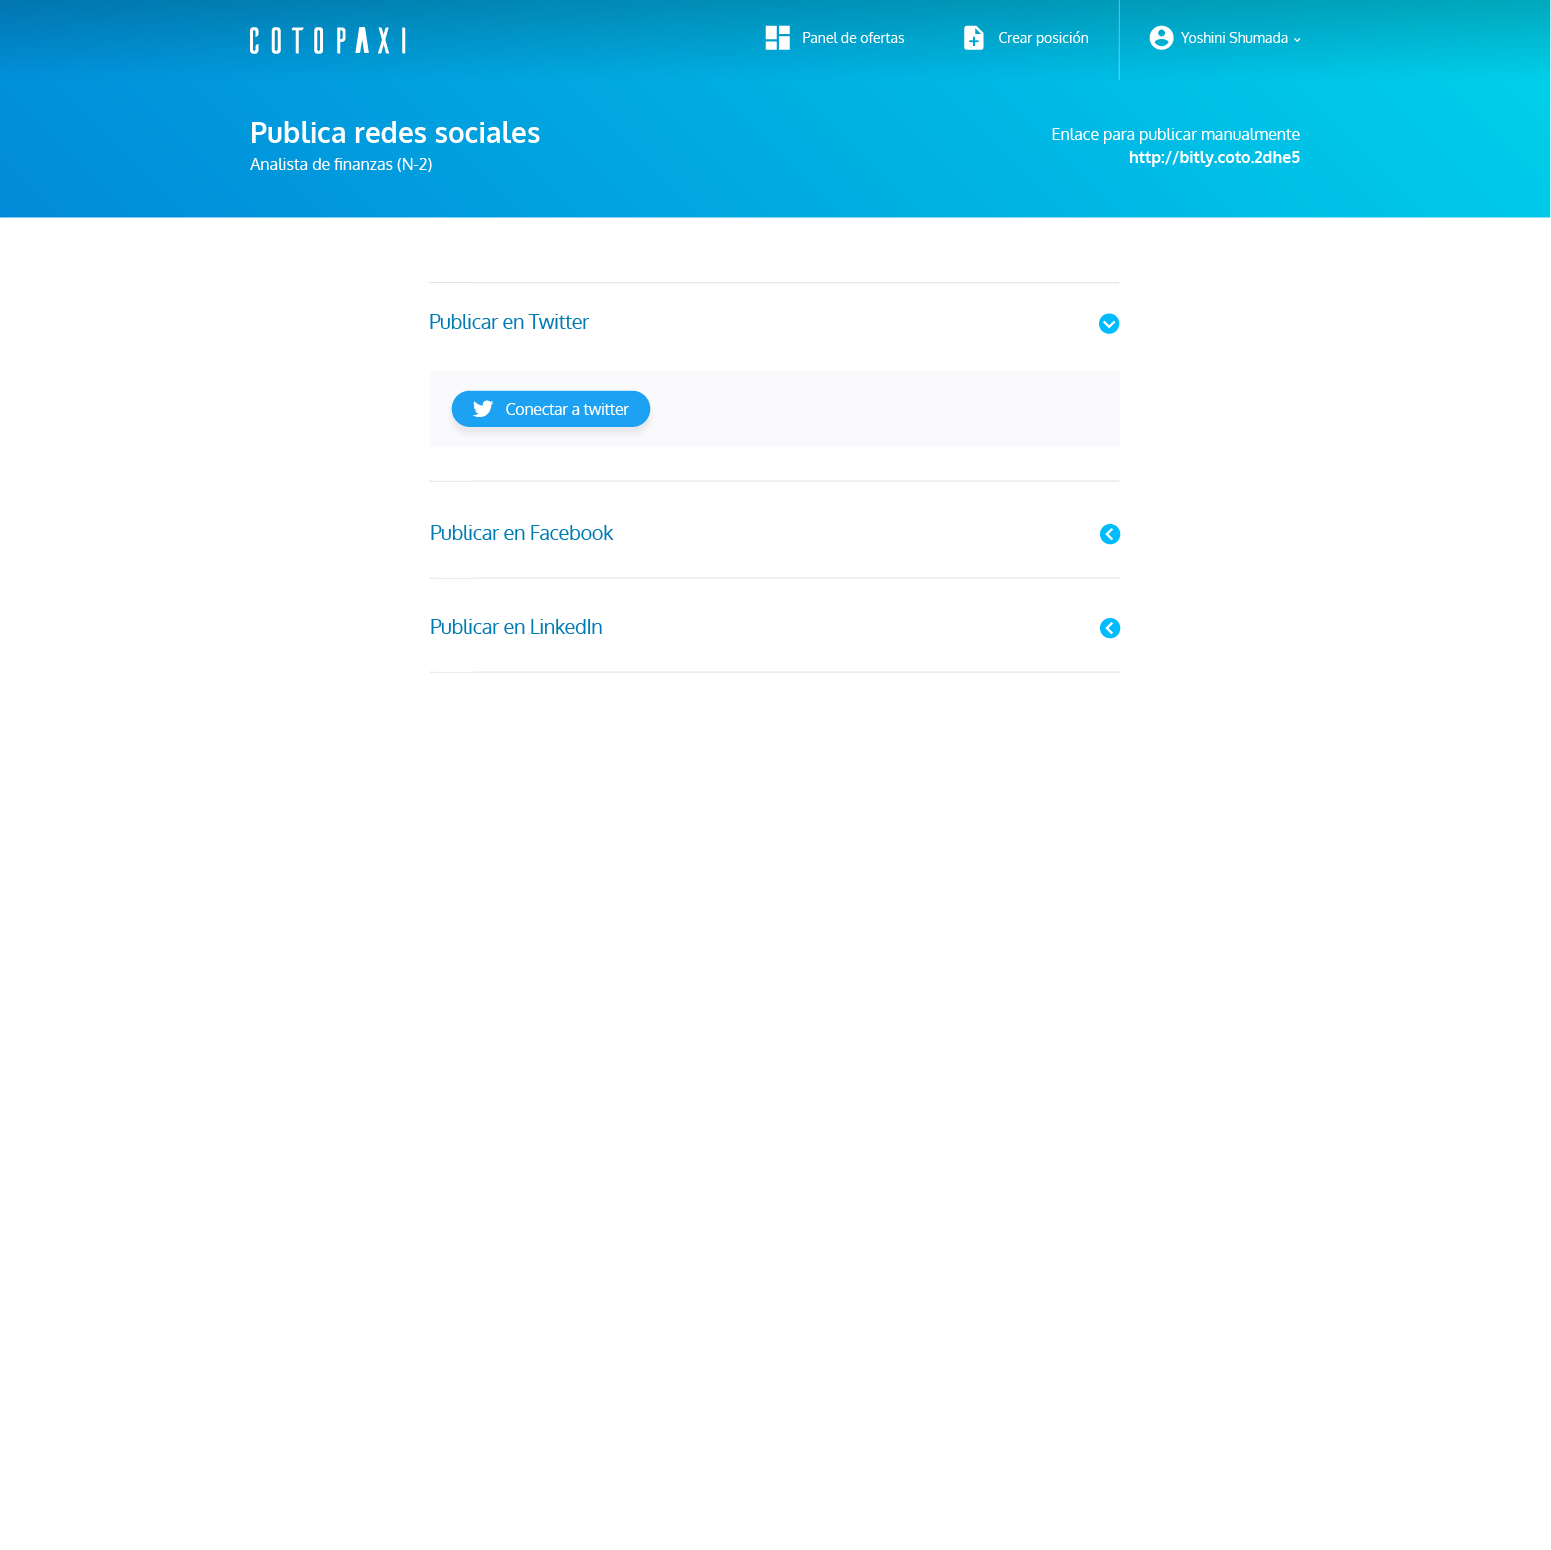 COTOPAXI
Panel de ofertas
Crear posición
Yoshini Shumada
Publica redes sociales
Analista de finanzas (N-2)
Enlace para publicar manualmente
http://bitly.coto.2dhe5
Publicar en Twitter
Conectar a twitter
Publicar en Facebook
Publicar en LinkedIn